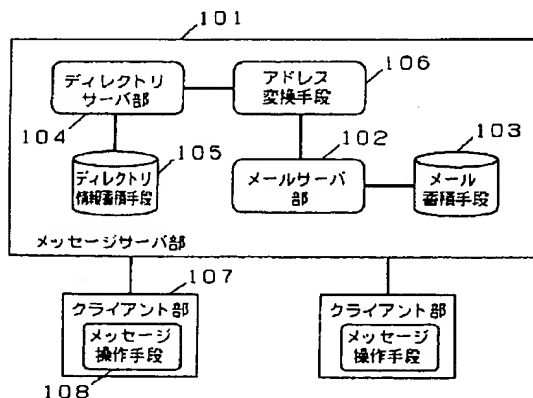 101
ディレクトリ
サーバ部
104
アドレス
変換手段
106
105
ディレクトリ
情報蓄積手段
102
メールサーバ
部
103
メール
蓄積手段
メッセージサーバ部
107
クライアント部
メッセージ
操作手段
108
クライアント部
メッセージ
操作手段